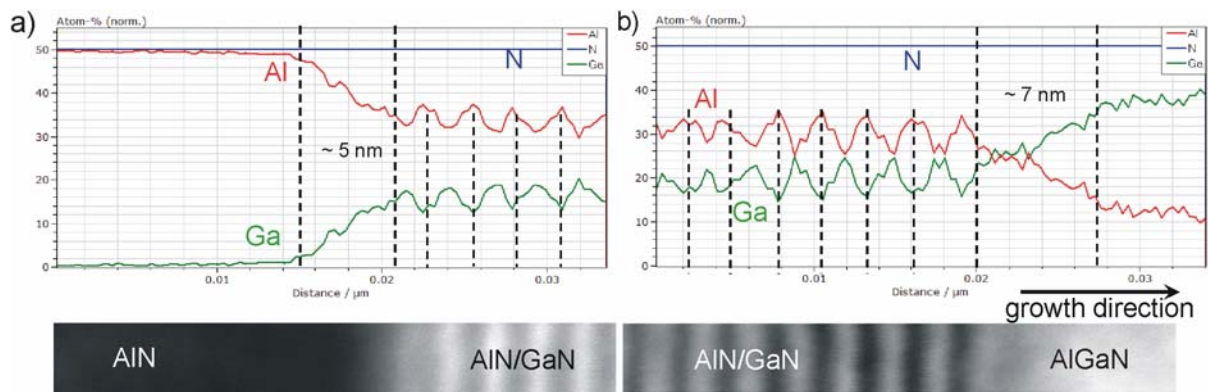 a)
Atom-% (norm.)
Al
N
Ga
50
40
30
20
10
0
Al
N
Ga
~ 5 nm
0.01
0.02
0.03
Distance / µm
AlN
AlN/GaN
b)
Atom-% (norm.)
Al
N
Ga
50
40
30
20
10
0
Al
N
Ga
~ 7 nm
0.01
0.02
0.03
Distance / µm
growth direction
AlN/GaN
AlGaN